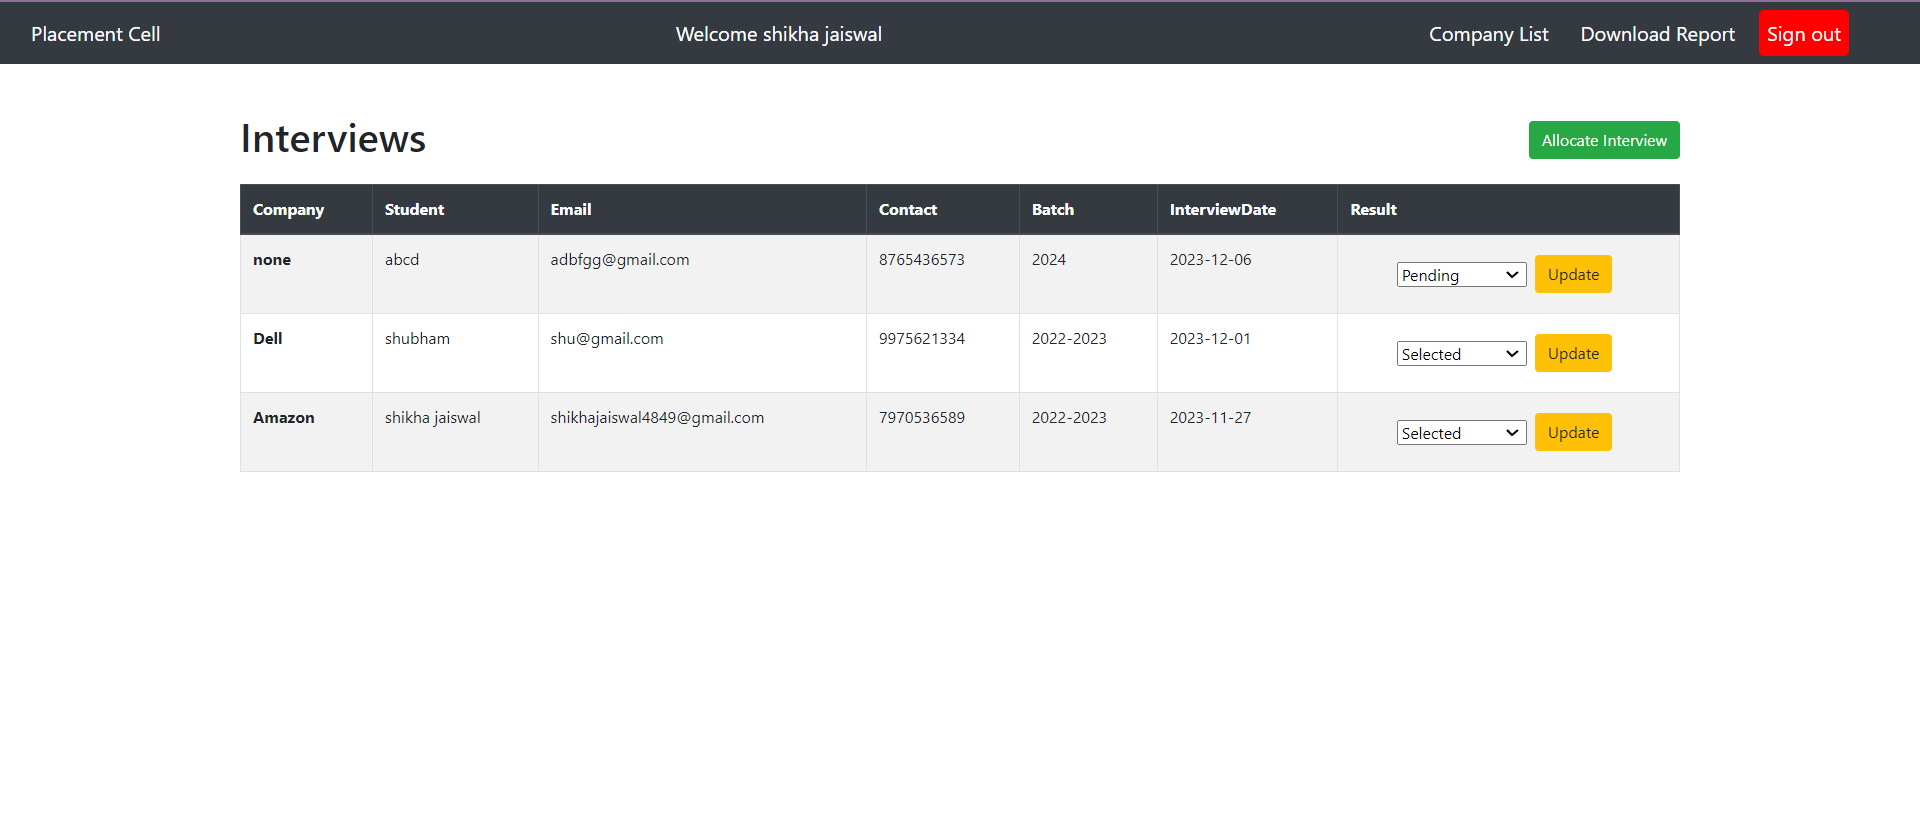 Placement Cell Welcome shikha jaiswal Company List Download Report Sign out
Interviews Allocate Interview
Company Student Email Contact Batch InterviewDate Result
none abcd adbfgg@gmail.com 8765436573 2024 2023-12-06 Pending Update
Dell shubham shu@gmail.com 9975621334 2022-2023 2023-12-01 Selected Update
Amazon shikha jaiswal shikhajaiswal4849@gmail.com 7970536589 2022-2023 2023-11-27 Selected Update